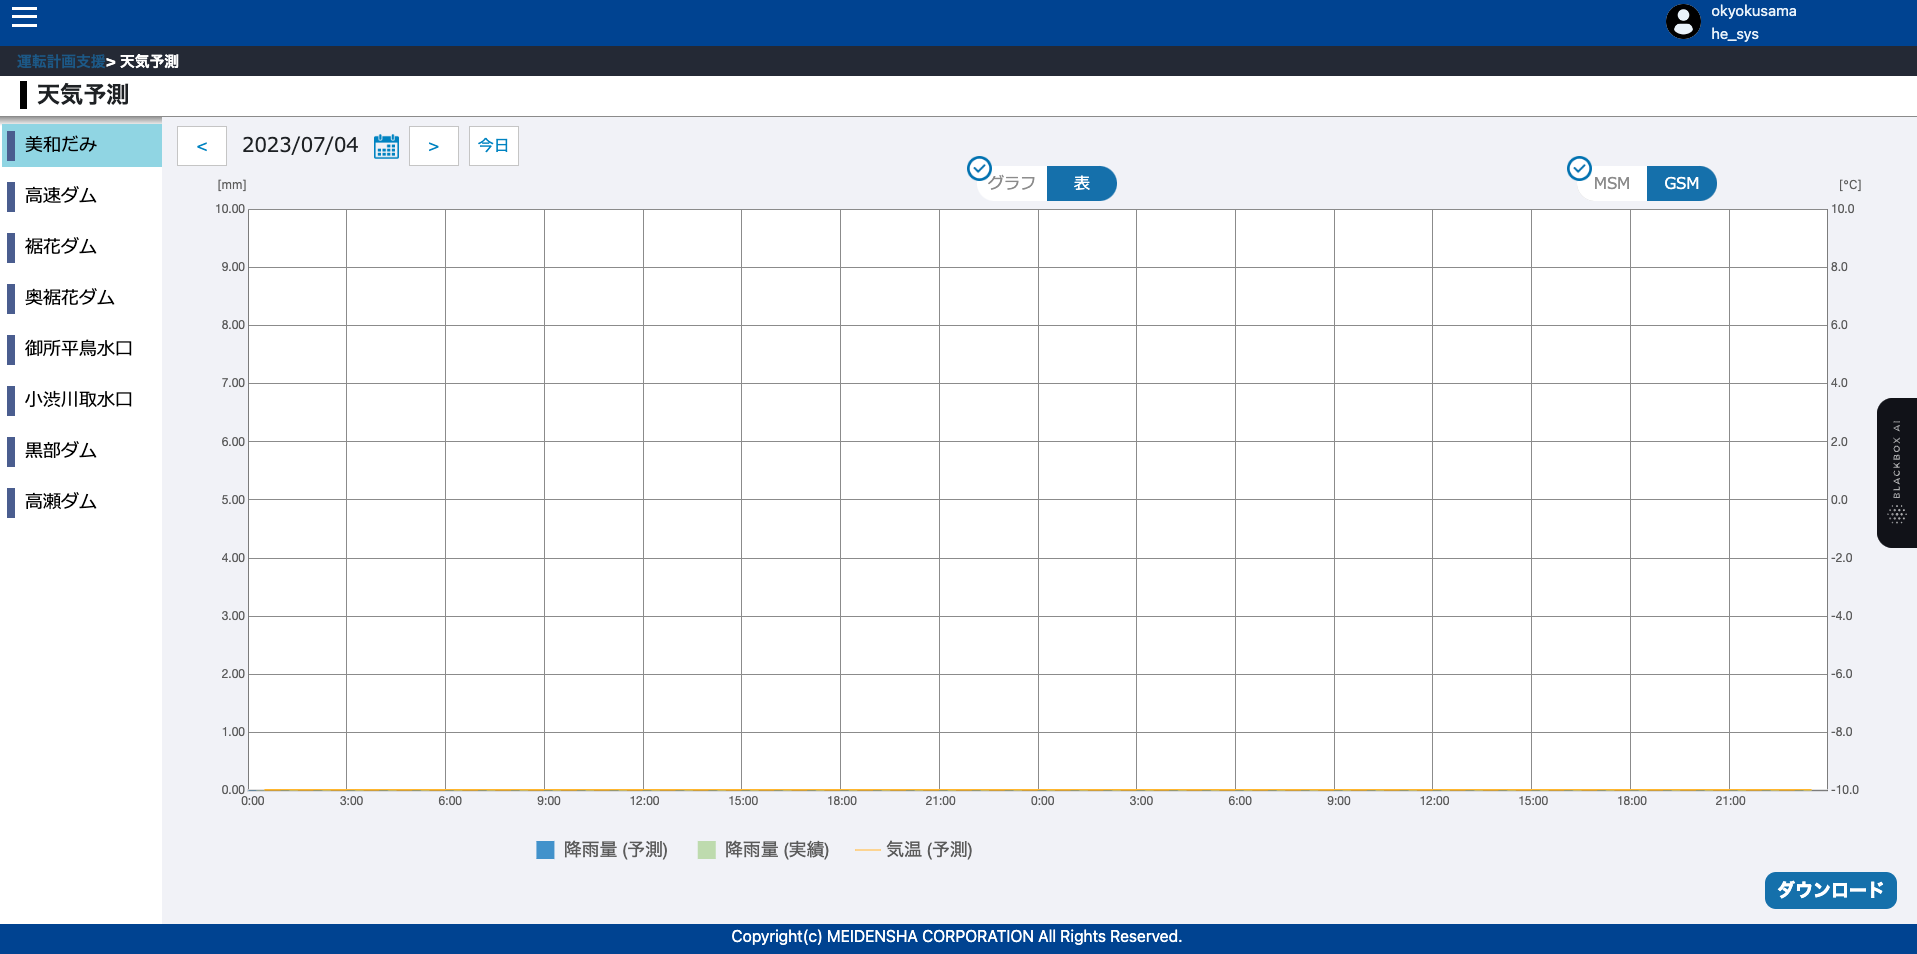 okyokusama
he_sys
運転計画支援> 天気予測
天気予測
美和だみ
高速ダム
裾花ダム
奥裾花ダム
御所平鳥水口
小渋川取水口
黒部ダム
高瀬ダム
< 2023/07/04 > 今日
グラフ 表
MSM GSM
[mm]
[°C]
10.00
9.00
8.00
7.00
6.00
5.00
4.00
3.00
2.00
1.00
0.00
10.0
8.0
6.0
4.0
2.0
0.0
-2.0
-4.0
-6.0
-8.0
-10.0
0:00 3:00 6:00 9:00 12:00 15:00 18:00 21:00 0:00 3:00 6:00 9:00 12:00 15:00 18:00 21:00
降雨量 (予測) 降雨量 (実績) 気温 (予測)
BLACKBOX AI
ダウンロード
Copyright(c) MEIDENSHA CORPORATION All Rights Reserved.